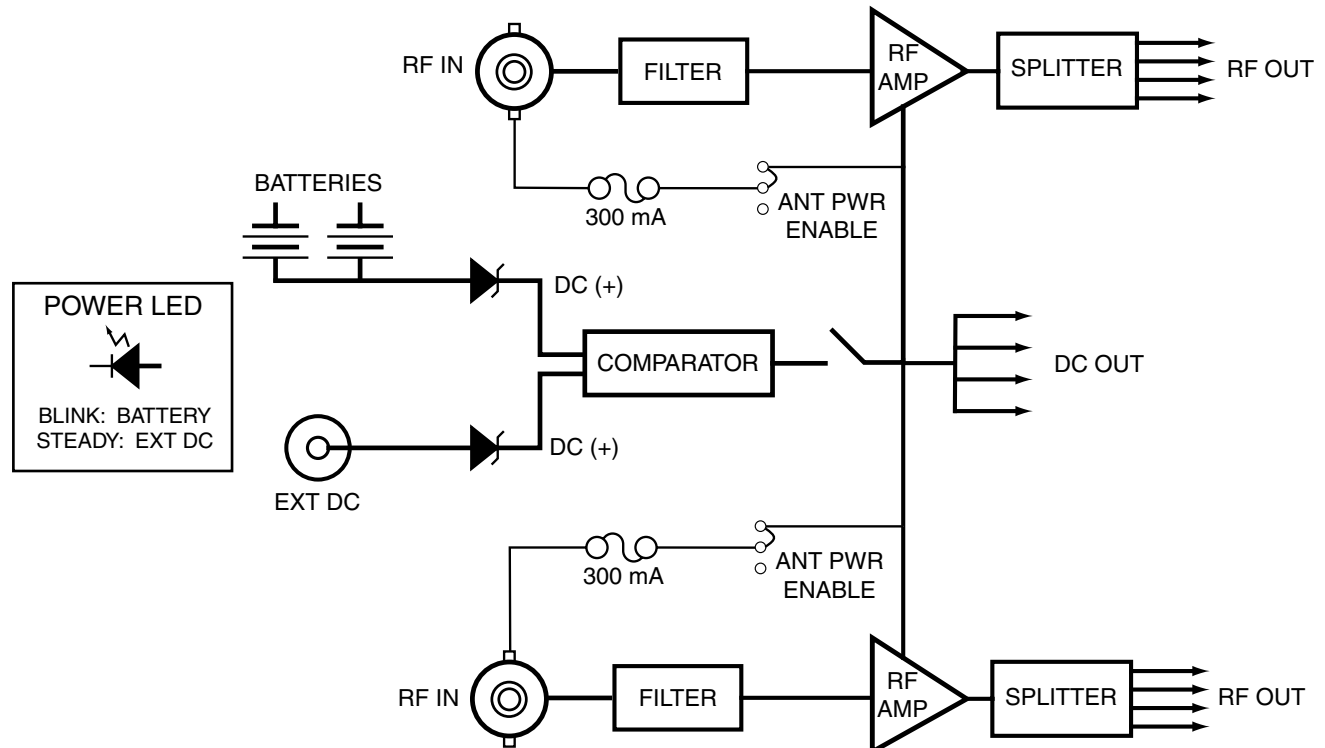 RF IN
FILTER
RF
AMP
SPLITTER
RF OUT
BATTERIES
300 mA
ANT PWR
ENABLE
DC (+)
POWER LED
BLINK: BATTERY
STEADY: EXT DC
COMPARATOR
DC OUT
DC (+)
EXT DC
300 mA
ANT PWR
ENABLE
RF IN
FILTER
RF
AMP
SPLITTER
RF OUT